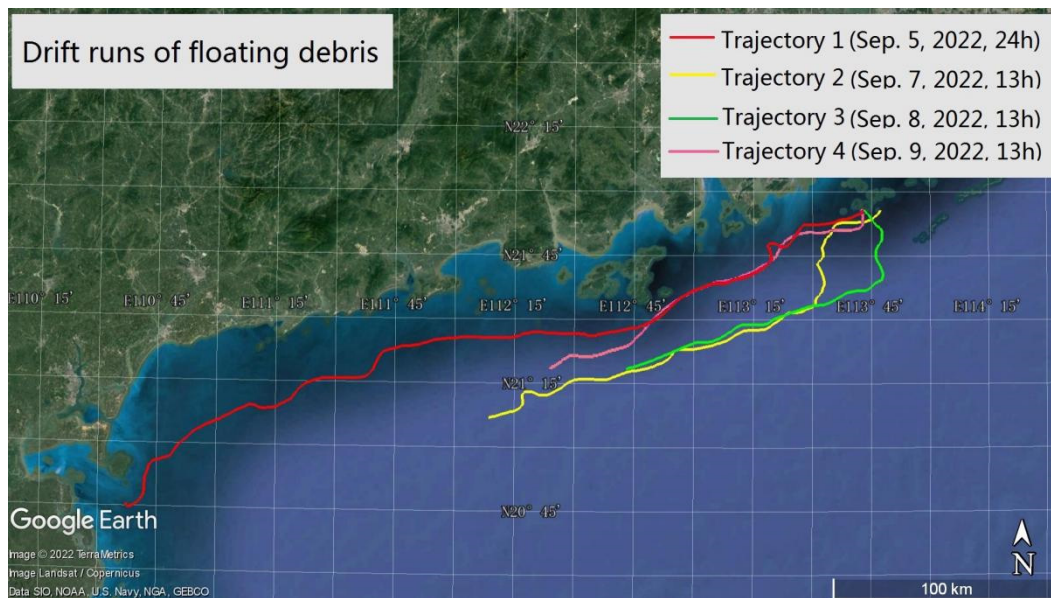 Drift runs of floating debris
Trajectory 1 (Sep. 5, 2022, 24h)
Trajectory 2 (Sep. 7, 2022, 13h)
Trajectory 3 (Sep. 8, 2022, 13h)
Trajectory 4 (Sep. 9, 2022, 13h)
N22° 15'
N21° 45'
E110° 15'
E110° 45'
E111° 15'
E111° 45'
E112° 15'
E112° 45'
E113° 15'
E113° 45'
E114° 15'
N21° 15'
N20° 45'
Google Earth
Image © 2022 TerraMetrics
Image Landsat / Copernicus
Data SIO, NOAA, U.S. Navy, NGA, GEBCO
N
100 km